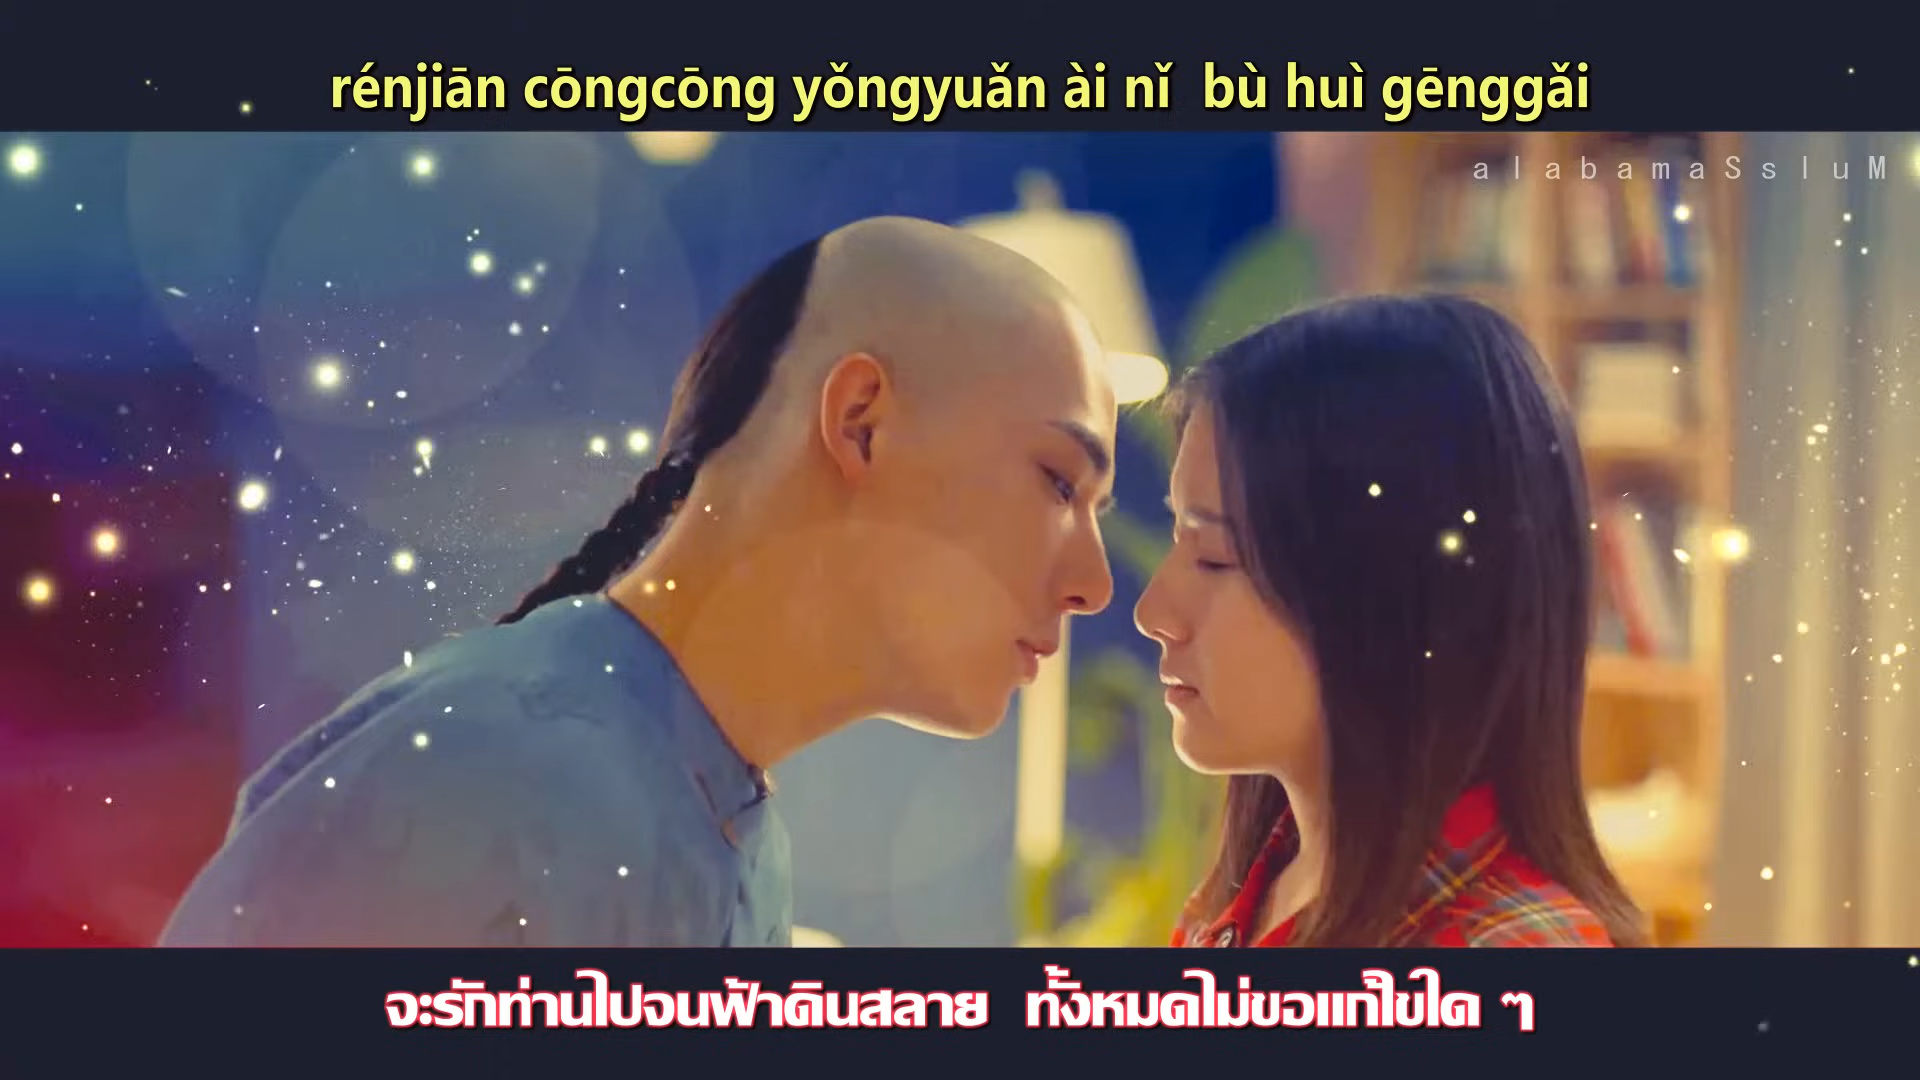 rénjiān cōngcōng yǒngyuǎn ài nǐ  bù huì gēnggǎi
alabamaSsluM
จะรักท่านไปจนฟ้าดินสลาย  ทั้งหมดไม่ขอแก้ไขใด ๆ